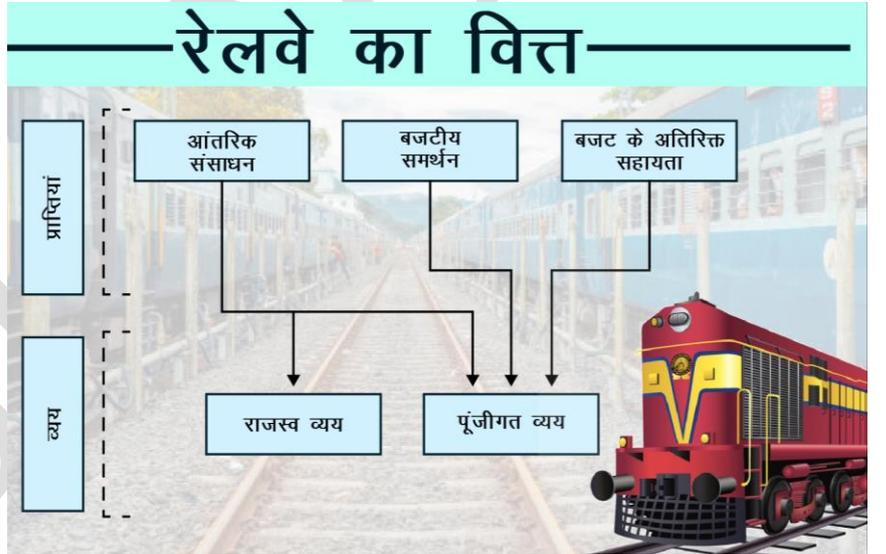 रेलवे का वित्त
प्राप्तियां
आंतरिक
संसाधन
बजटीय
समर्थन
बजट के अतिरिक्त
सहायता
व्यय
राजस्व व्यय
पूंजीगत व्यय